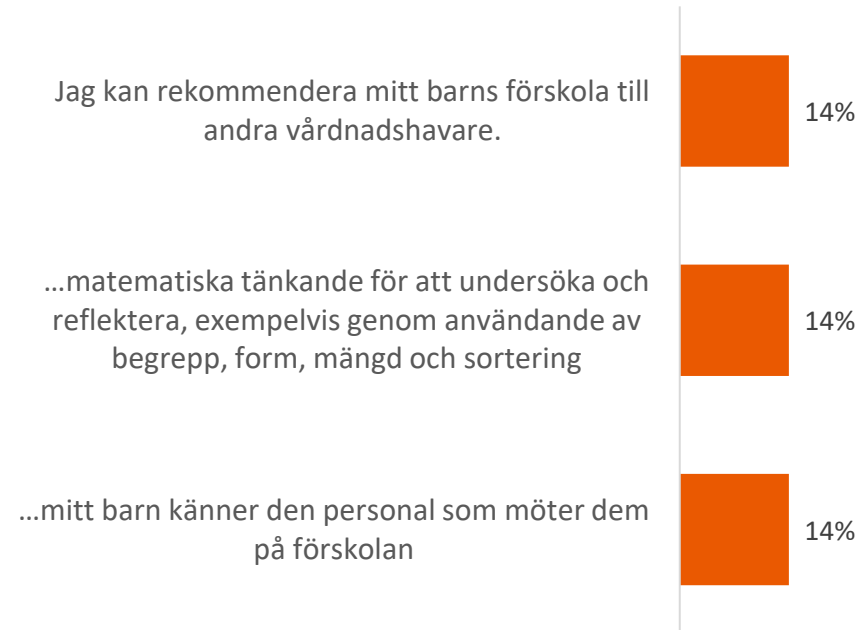 Jag kan rekommendera mitt barns förskola till
andra vårdnadshavare.
14%
…matematiska tänkande för att undersöka och
reflektera, exempelvis genom användande av
begrepp, form, mängd och sortering
14%
…mitt barn känner den personal som möter dem
på förskolan
14%